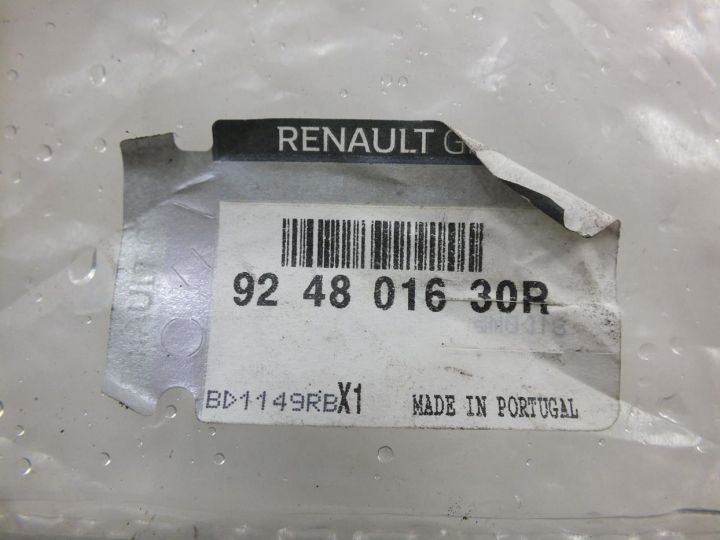 RENAULT G
92 48 016 30R
BD1149RBX1 MADE IN PORTUGAL